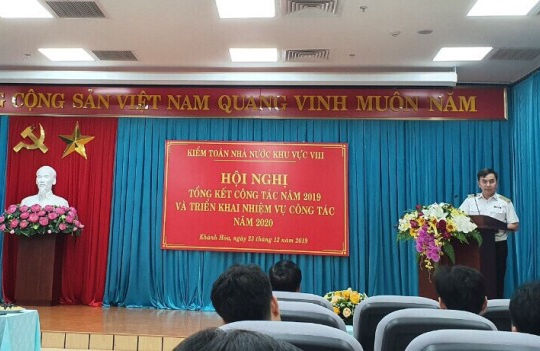 G CỘNG SẢN VIỆT NAM QUANG VINH MUÔN NĂM
KIỂM TOÁN NHÀ NƯỚC KHU VỰC VIII
HỘI NGHỊ
TỔNG KẾT CÔNG TÁC NĂM 2019
VÀ TRIỂN KHAI NHIỆM VỤ CÔNG TÁC
NĂM 2020
Khánh Hòa, ngày 23 tháng 12 năm 2019